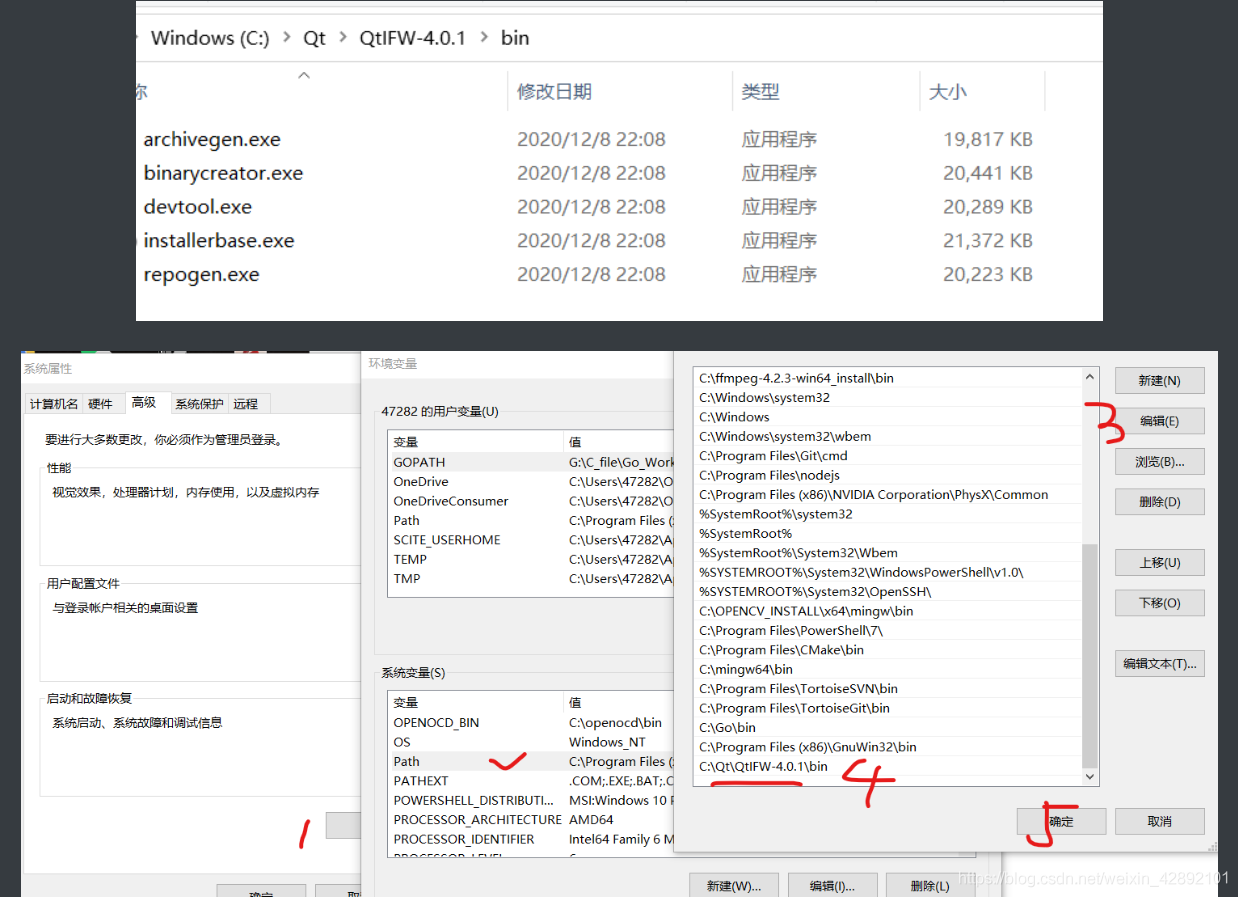 Windows (C:) > Qt > QtIFW-4.0.1 > bin
修改日期 类型 大小
archivegen.exe 2020/12/8 22:08 应用程序 19,817 KB
binarycreator.exe 2020/12/8 22:08 应用程序 20,441 KB
devtool.exe 2020/12/8 22:08 应用程序 20,289 KB
installerbase.exe 2020/12/8 22:08 应用程序 21,372 KB
repogen.exe 2020/12/8 22:08 应用程序 20,223 KB
系统属性
计算机名 硬件 高级 系统保护 远程
要进行大多数更改，你必须作为管理员登录。
性能
视觉效果，处理器计划，内存使用，以及虚拟内存
用户配置文件
与登录帐户相关的桌面设置
启动和故障恢复
系统启动、系统故障和调试信息
1
确定
环境变量
47282 的用户变量(U)
变量 值
GOPATH G:\C_file\Go_Work
OneDrive C:\Users\47282\O
OneDriveConsumer C:\Users\47282\O
Path C:\Program Files (
SCITE_USERHOME C:\Users\47282\A
TEMP C:\Users\47282\A
TMP C:\Users\47282\A
系统变量(S)
变量 值
OPENOCD_BIN C:\openocd\bin
OS Windows_NT
Path C:\Program Files (
PATHEXT .COM;.EXE;.BAT;.C
POWERSHELL_DISTRIBUTI... MSI:Windows 10 P
PROCESSOR_ARCHITECTURE AMD64
PROCESSOR_IDENTIFIER Intel64 Family 6 M
PROCESSOR_LEVEL 6
新建(W)... 编辑(I)... 删除(L)
C:\ffmpeg-4.2.3-win64_install\bin
C:\Windows\system32
C:\Windows
C:\Windows\system32\wbem
C:\Program Files\Git\cmd
C:\Program Files\nodejs
C:\Program Files (x86)\NVIDIA Corporation\PhysX\Common
%SystemRoot%\system32
%SystemRoot%
%SystemRoot%\System32\Wbem
%SYSTEMROOT%\System32\WindowsPowerShell\v1.0\
%SYSTEMROOT%\System32\OpenSSH\
C:\OPENCV_INSTALL\x64\mingw\bin
C:\Program Files\PowerShell\7\
C:\Program Files\CMake\bin
C:\mingw64\bin
C:\Program Files\TortoiseSVN\bin
C:\Program Files\TortoiseGit\bin
C:\Go\bin
C:\Program Files (x86)\GnuWin32\bin
C:\Qt\QtIFW-4.0.1\bin
4
新建(N)
3
编辑(E)
浏览(B)...
删除(D)
上移(U)
下移(O)
编辑文本(T)...
5
确定 取消
https://blog.csdn.net/weixin_42892101